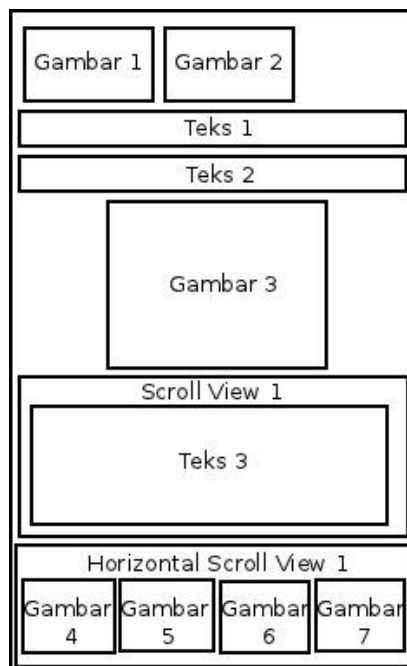 Gambar 1
Gambar 2
Teks 1
Teks 2
Gambar 3
Scroll View 1
Teks 3
Horizontal Scroll View 1
Gambar
4
Gambar
5
Gambar
6
Gambar
7